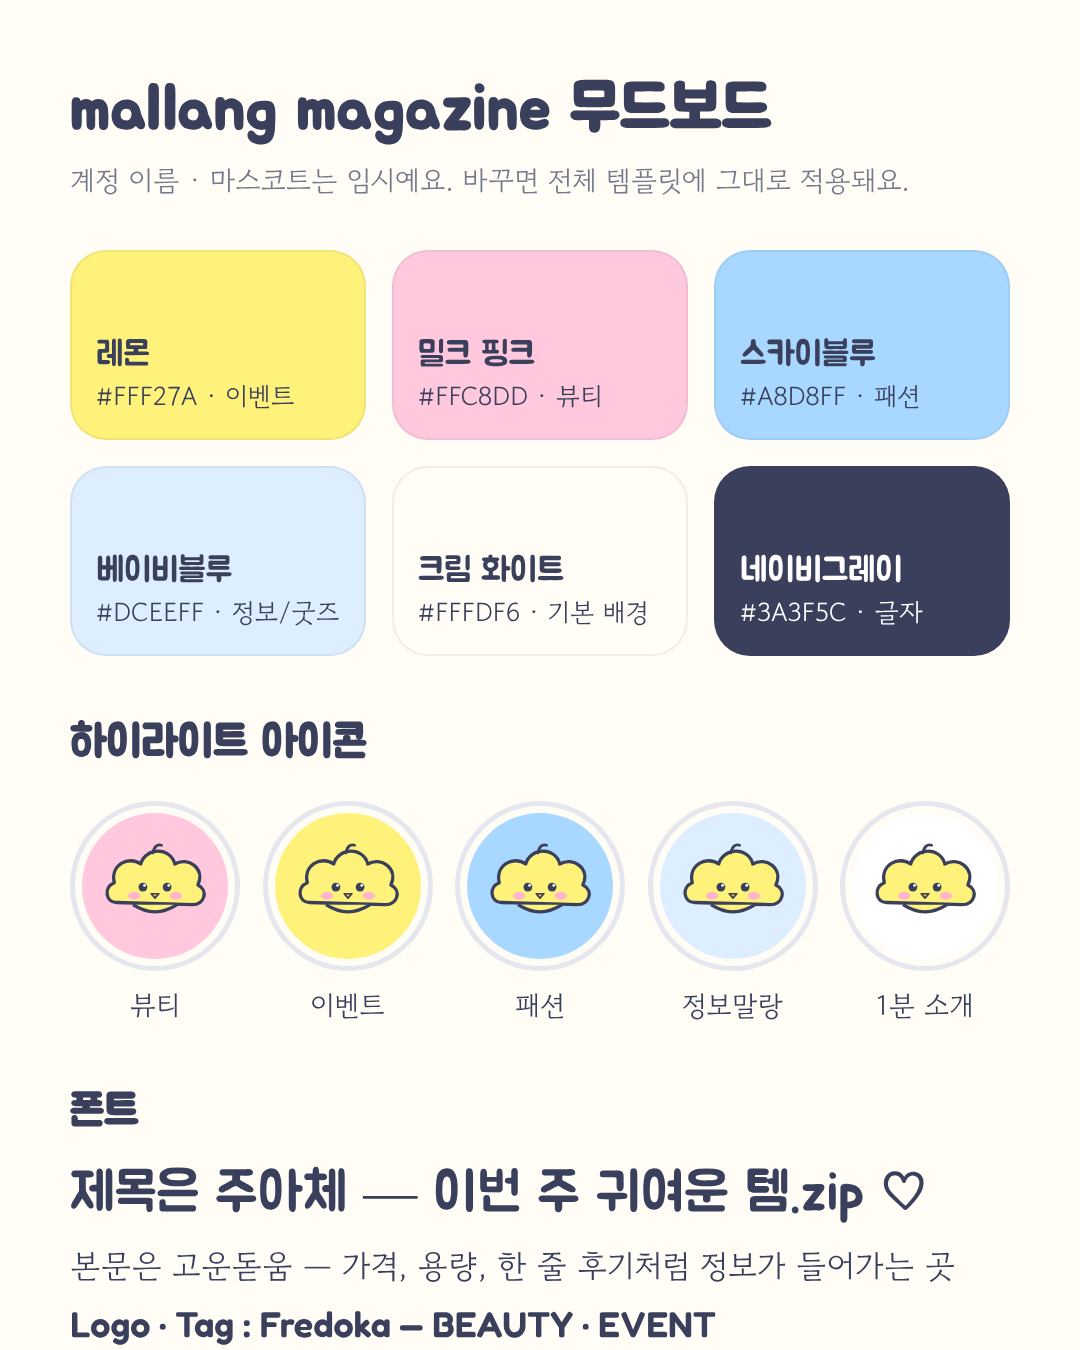 mallang magazine 무드보드
계정 이름 · 마스코트는 임시예요. 바꾸면 전체 템플릿에 그대로 적용돼요.
레몬
#FFF27A · 이벤트
밀크 핑크
#FFC8DD · 뷰티
스카이블루
#A8D8FF · 패션
베이비블루
#DCEEFF · 정보/굿즈
크림 화이트
#FFFDF6 · 기본 배경
네이비그레이
#3A3F5C · 글자
하이라이트 아이콘
뷰티
이벤트
패션
정보말랑
1분 소개
폰트
제목은 주아체 — 이번 주 귀여운 템.zip ♡
본문은 고운돋움 — 가격, 용량, 한 줄 후기처럼 정보가 들어가는 곳
Logo · Tag : Fredoka – BEAUTY · EVENT